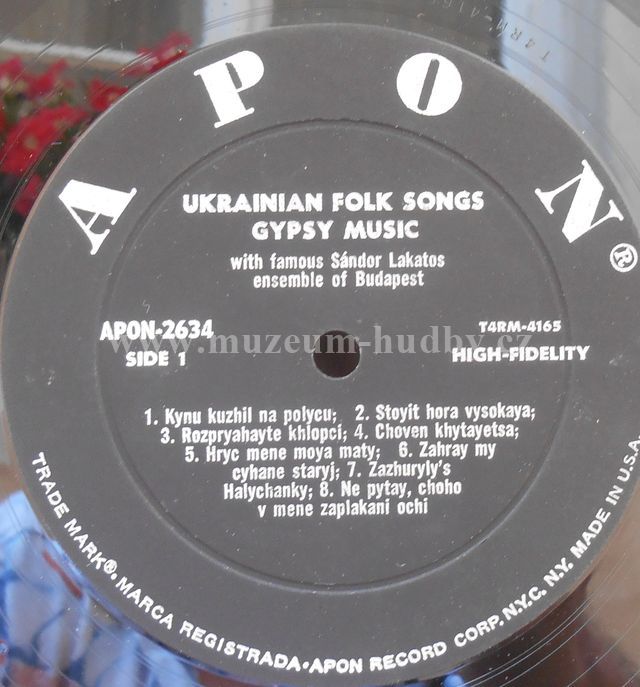 T4RM-416
APON®
UKRAINIAN FOLK SONGS
GYPSY MUSIC
with famous Sándor Lakatos
ensemble of Budapest
APON-2634
T4RM-4165
SIDE 1
HIGH-FIDELITY
www.muzeum-hudby.cz
1. Kynu kuzhil na polycu; 2. Stoyit hora vysokaya;
3. Rozpryahayte khlopci; 4. Choven khytayetsa;
5. Hryc mene moya maty; 6. Zahray my
cyhane staryj; 7. Zazhuryly's
Halychanky; 8. Ne pytay, choho
v mene zaplakani ochi
TRADE MARK®. MARCA REGISTRADA·APON RECORD CORP. N.Y.C. N.Y. MADE IN U.S.A.